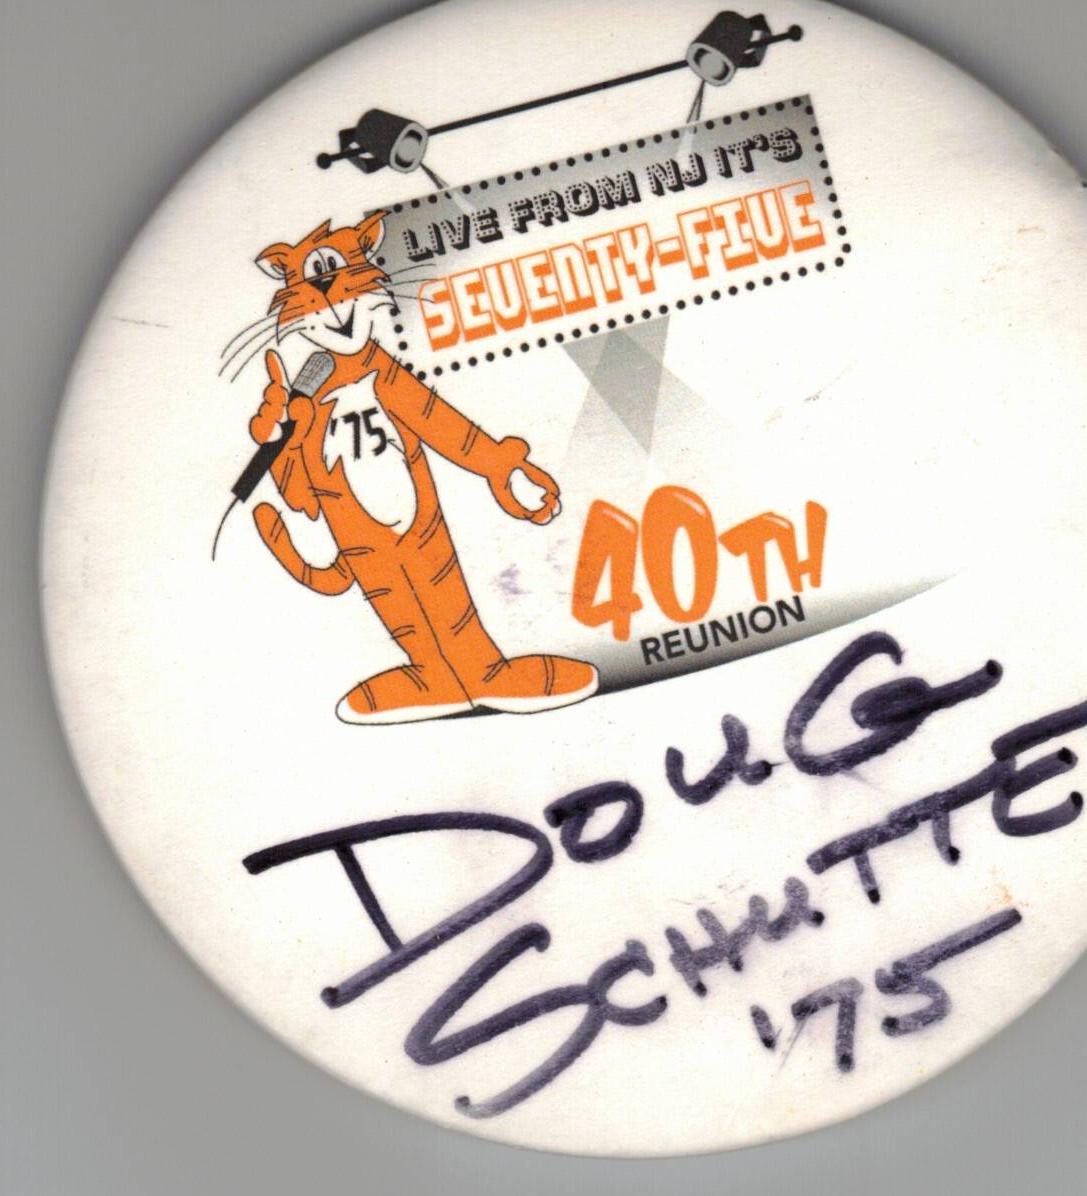 LIVE FROM NJ IT'S
SEVENTY-FIVE
'75
40TH
REUNION
DOUG
SCHUTTE
'75